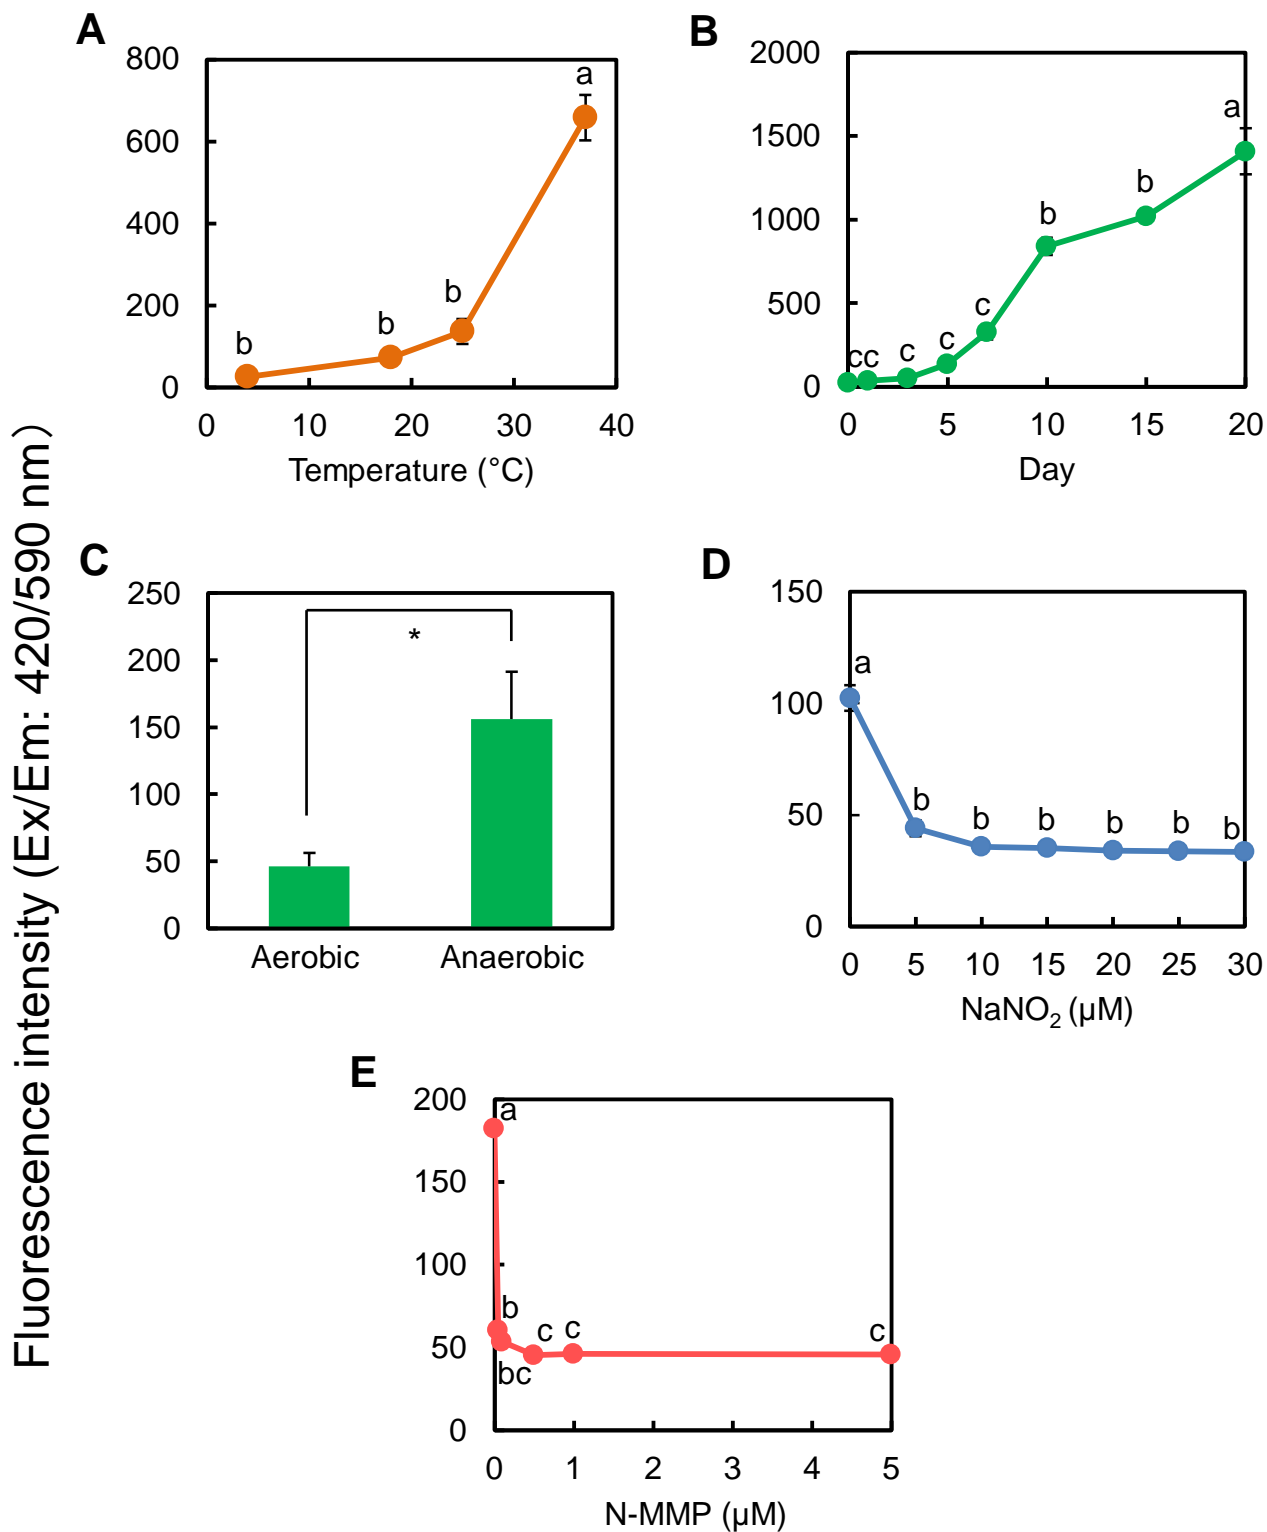 Fluorescence intensity (Ex/Em: 420/590 nm)
A
800
600
400
200
0
a
b
b
b
0 10 20 30 40
Temperature (°C)
B
2000
1500
1000
500
0
a
b
b
c
c
c
cc
0 5 10 15 20
Day
C
250
200
150
100
50
0
*
Aerobic Anaerobic
D
150
100
50
0
a
b b b b b b
0 5 10 15 20 25 30
NaNO₂ (µM)
E
200
150
100
50
0
a
b
c c c
bc
0 1 2 3 4 5
N-MMP (µM)